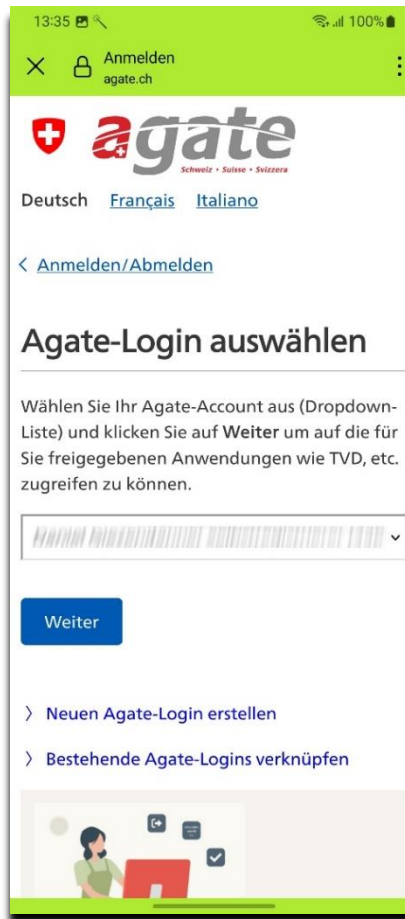 13:35 100%
Anmelden
agate.ch
agate
Schweiz • Suisse • Svizzera
Deutsch Français Italiano
Anmelden/Abmelden
Agate-Login auswählen
Wählen Sie Ihr Agate-Account aus (Dropdown-
Liste) und klicken Sie auf Weiter um auf die für
Sie freigegebenen Anwendungen wie TVD, etc.
zugreifen zu können.
Weiter
Neuen Agate-Login erstellen
Bestehende Agate-Logins verknüpfen